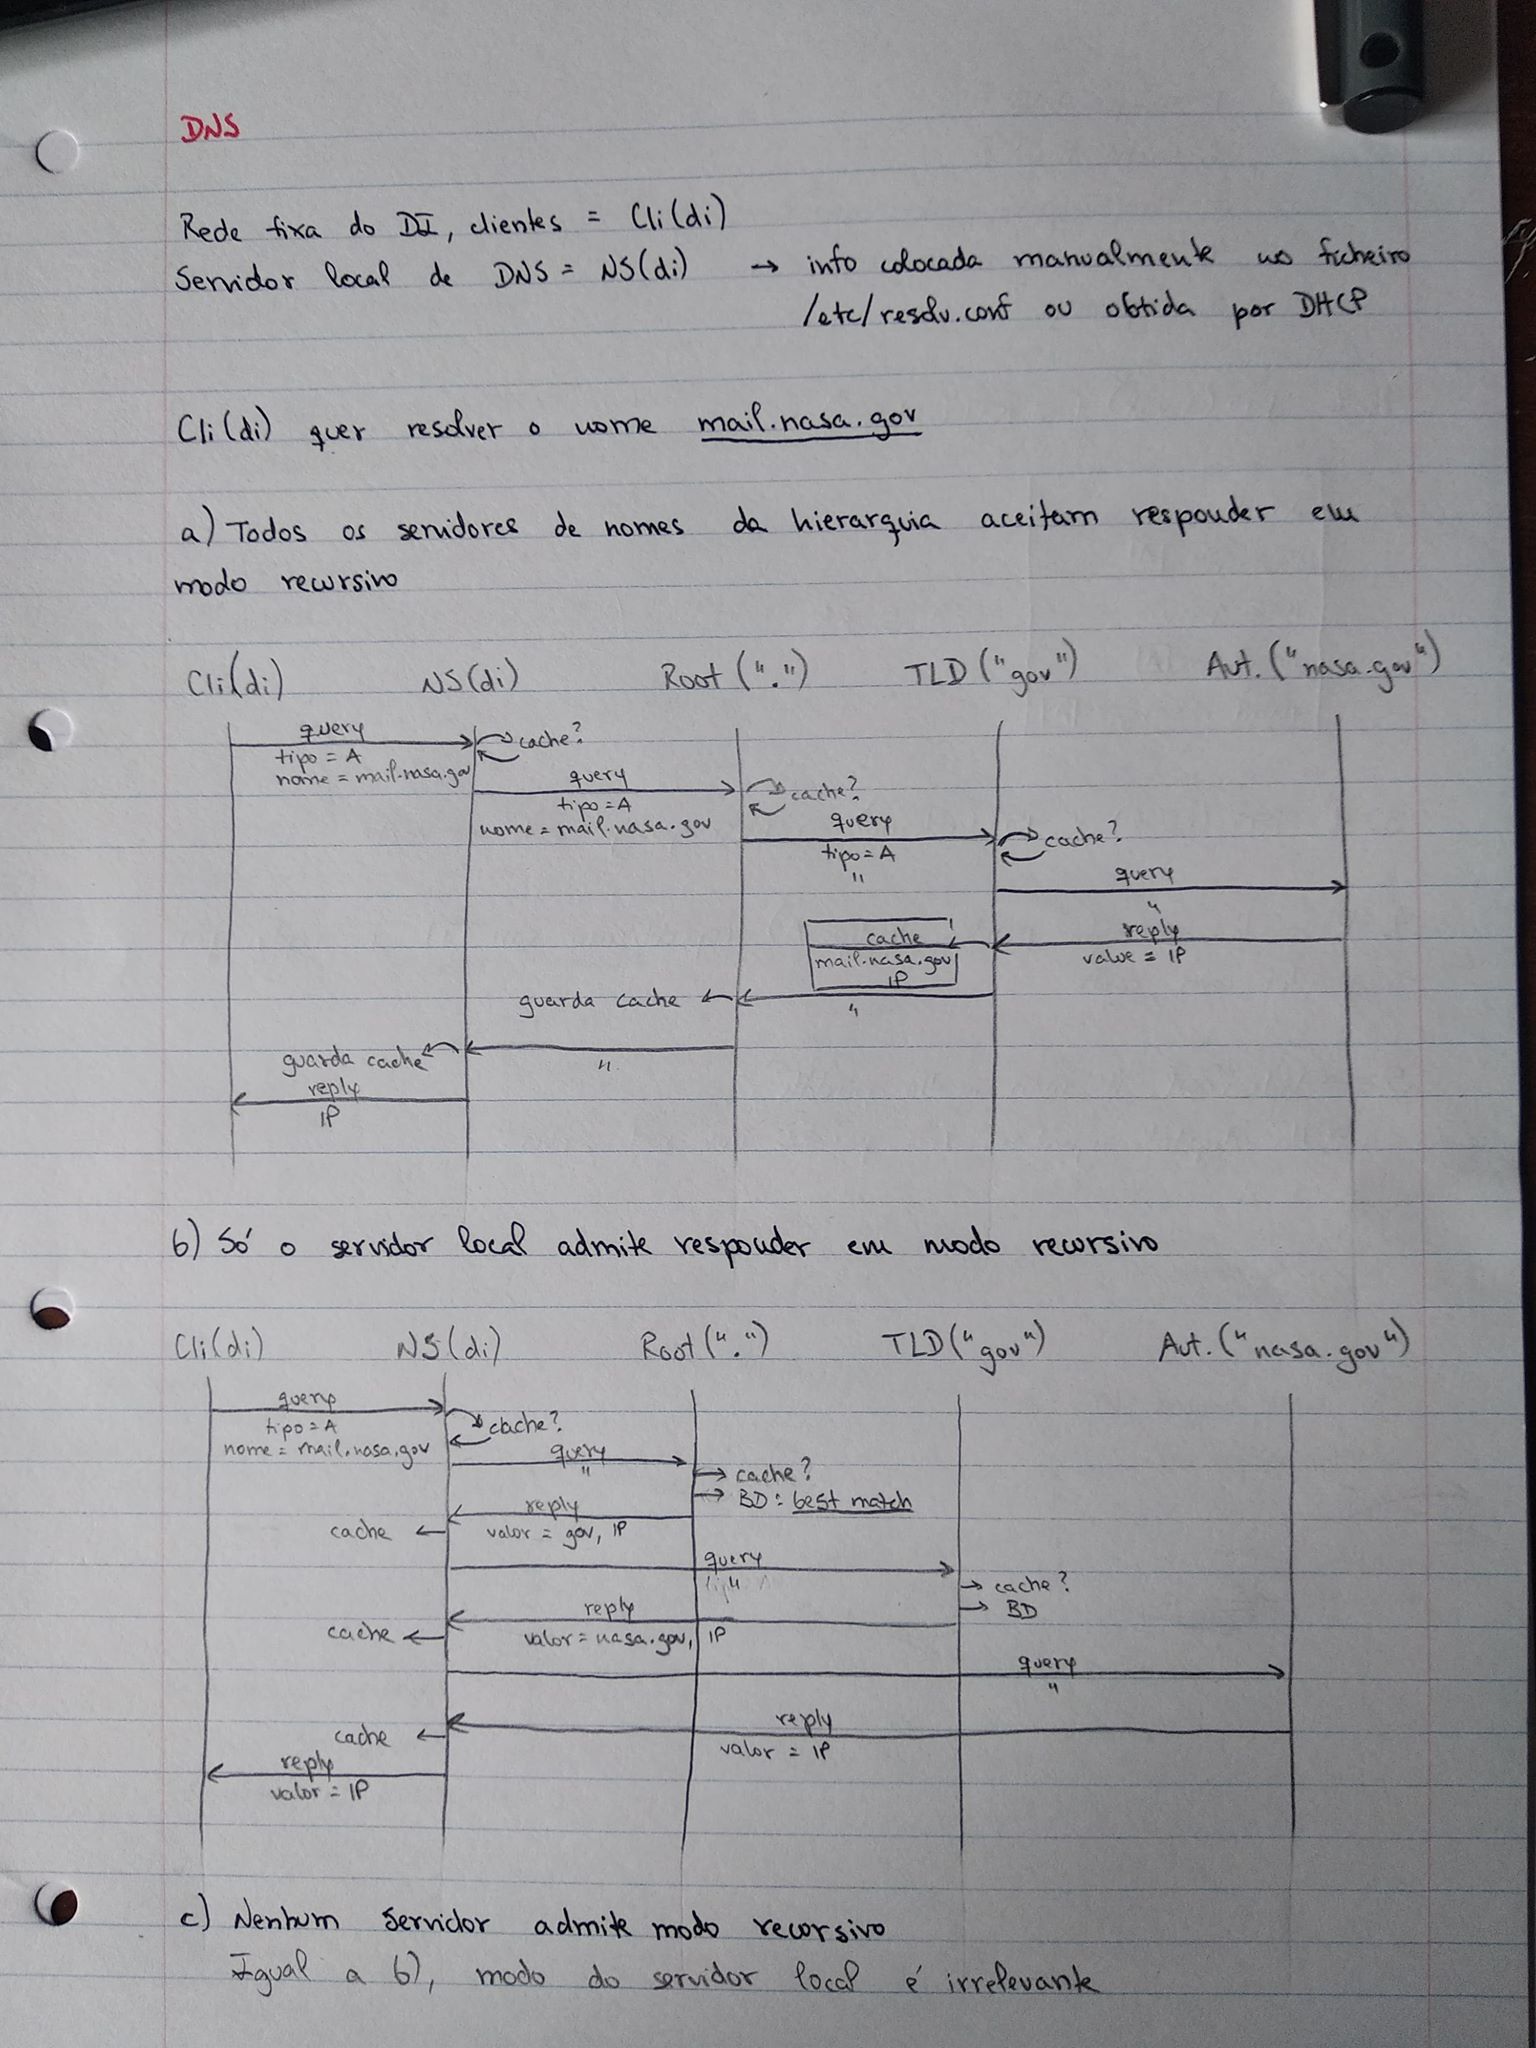 DNS
Rede fixa do DI, clientes = Cli(di)
Servidor local de DNS = NS(di) → info colocada manualmente no ficheiro
/etc/resolv.conf ou obtida por DHCP
Cli(di) quer resolver o nome mail.nasa.gov
a) Todos os servidores de nomes da hierarquia aceitam responder em
modo recursivo
Cli(di) NS(di) Root(".") TLD("gov") Aut.("nasa.gov")
query
cache?
tipo = A
nome = mail.nasa.gov
query
cache?
tipo = A
nome = mail.nasa.gov
query
cache?
tipo = A
"
query
"
reply
value = IP
cache
mail.nasa.gov
IP
guarda cache
"
guarda cache
"
reply
IP
b) Só o servidor local admite responder em modo recursivo
Cli(di) NS(di) Root(".") TLD("gov") Aut.("nasa.gov")
query
tipo = A
nome = mail.nasa.gov
cache?
query
"
cache?
BD: best match
reply
valor = gov, IP
cache
query
"
cache?
BD
reply
valor = nasa.gov, IP
cache
query
"
reply
valor = IP
cache
reply
valor = IP
c) Nenhum servidor admite modo recursivo
Igual a b), modo do servidor local é irrelevante